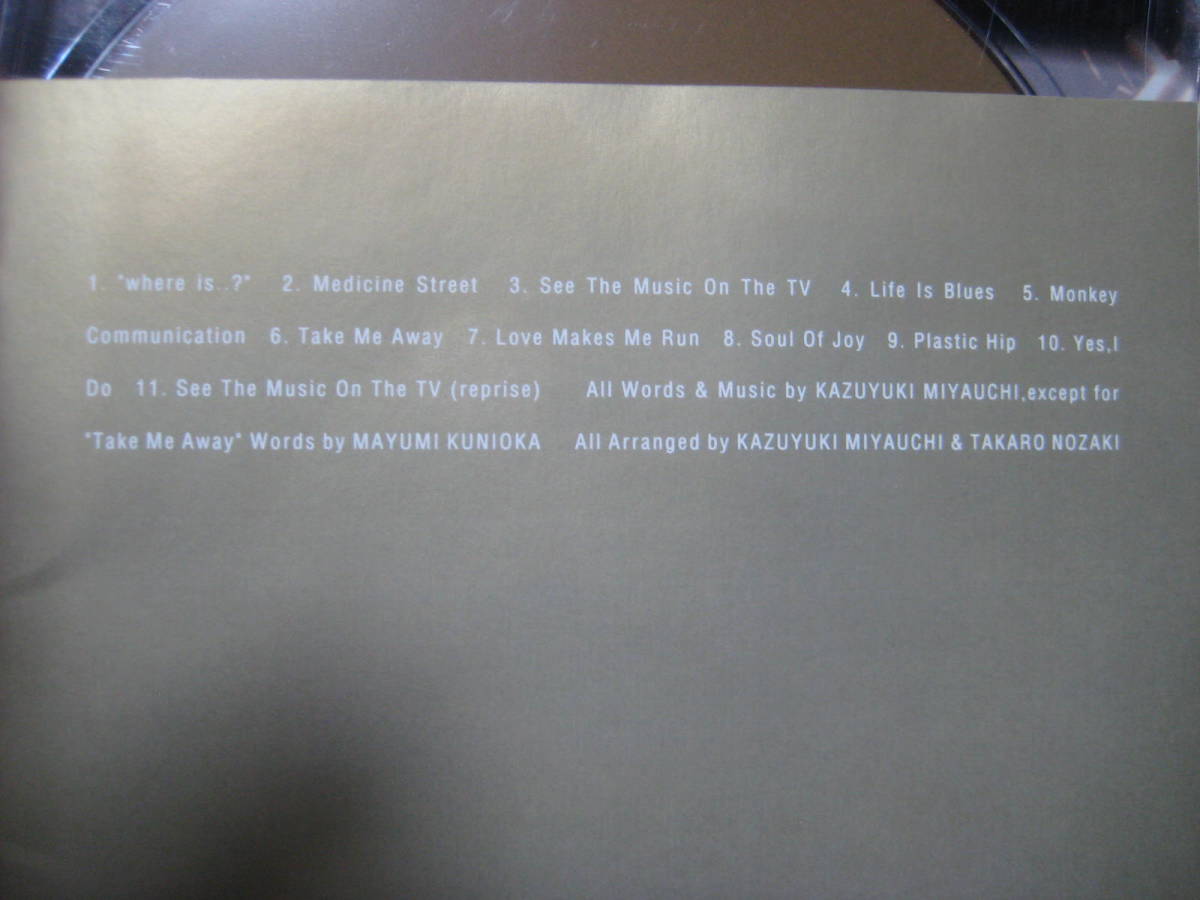 1. "where is..?" 2. Medicine Street 3. See The Music On The TV 4. Life Is Blues 5. Monkey
Communication 6. Take Me Away 7. Love Makes Me Run 8. Soul Of Joy 9. Plastic Hip 10. Yes,I
Do 11. See The Music On The TV (reprise) All Words & Music by KAZUYUKI MIYAUCHI,except for
"Take Me Away" Words by MAYUMI KUNIOKA All Arranged by KAZUYUKI MIYAUCHI & TAKARO NOZAKI